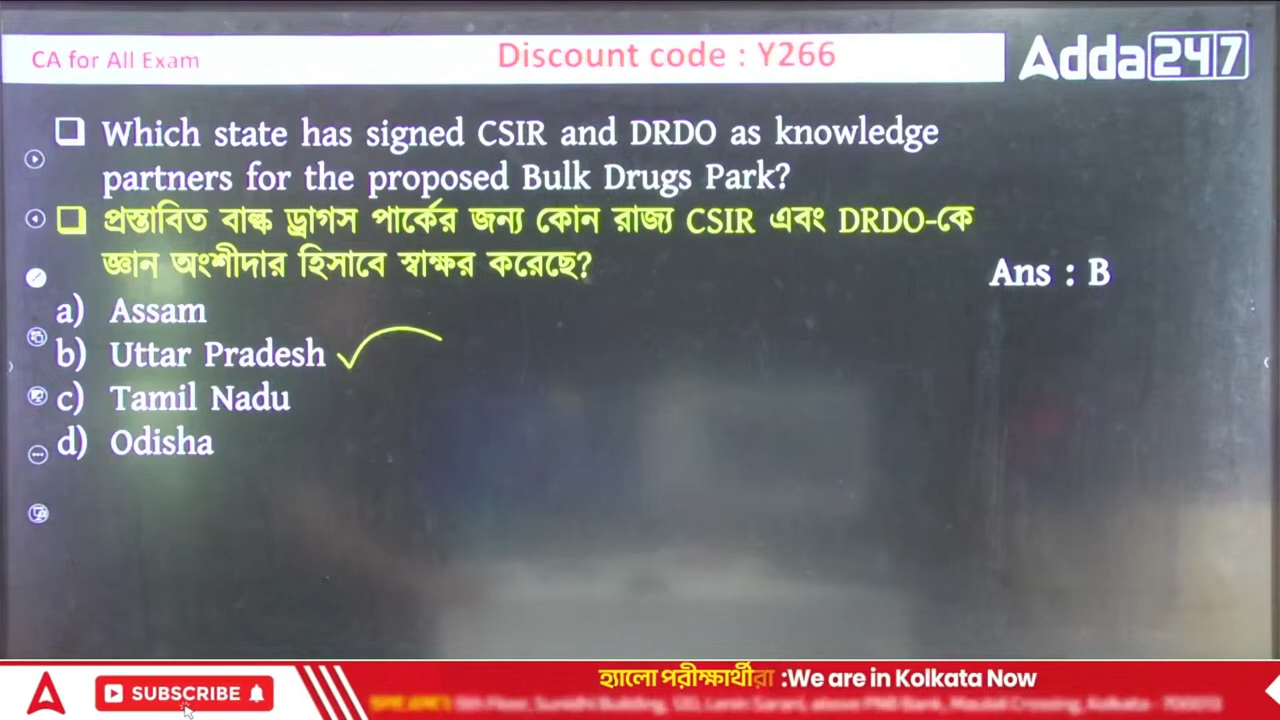 CA for All Exam
Discount code : Y266
Adda247
Which state has signed CSIR and DRDO as knowledge
partners for the proposed Bulk Drugs Park?
প্রস্তাবিত বাল্ক ড্রাগস পার্কের জন্য কোন রাজ্য CSIR এবং DRDO-কে
জ্ঞান অংশীদার হিসাবে স্বাক্ষর করেছে?
Ans : B
a) Assam
b) Uttar Pradesh
c) Tamil Nadu
d) Odisha
SUBSCRIBE
হ্যালো পরীক্ষার্থীরা :We are in Kolkata Now